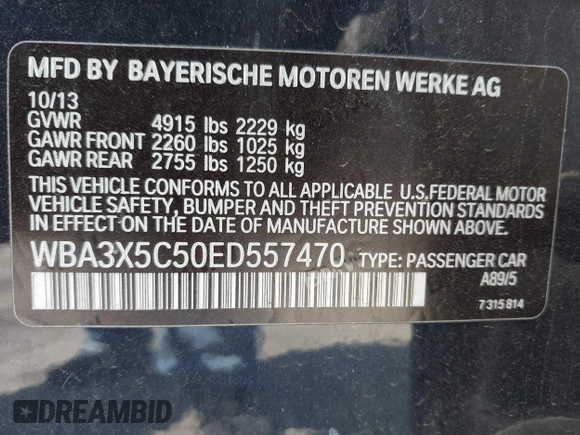 MFD BY BAYERISCHE MOTOREN WERKE AG
10/13
GVWR 4915 lbs 2229 kg
GAWR FRONT 2260 lbs 1025 kg
GAWR REAR 2755 lbs 1250 kg
THIS VEHICLE CONFORMS TO ALL APPLICABLE U.S.FEDERAL MOTOR
VEHICLE SAFETY, BUMPER AND THEFT PREVENTION STANDARDS
IN EFFECT ON THE DATE OF MANUFACTURE SHOWN ABOVE.
WBA3X5C50ED557470 TYPE: PASSENGER CAR
A89/5
7 315 814
DREAMBID